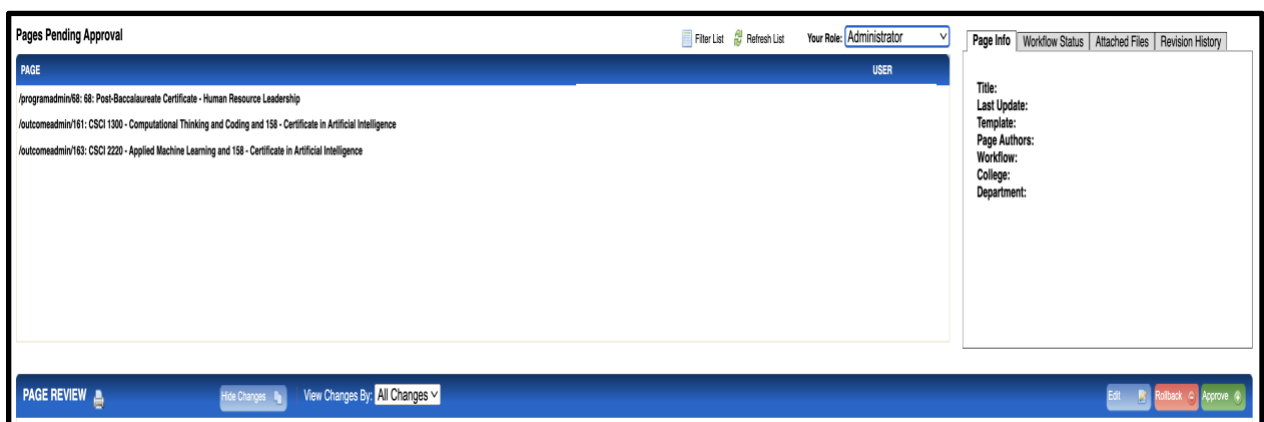 Pages Pending Approval
Filter List Refresh List Your Role: Administrator
PAGE USER
/programadmin/68: 68: Post-Baccalaureate Certificate - Human Resource Leadership
/outcomeadmin/161: CSCI 1300 - Computational Thinking and Coding and 158 - Certificate in Artificial Intelligence
/outcomeadmin/163: CSCI 2220 - Applied Machine Learning and 158 - Certificate in Artificial Intelligence
Page Info Workflow Status Attached Files Revision History
Title:
Last Update:
Template:
Page Authors:
Workflow:
College:
Department:
PAGE REVIEW Hide Changes View Changes By: All Changes Edit Rollback Approve